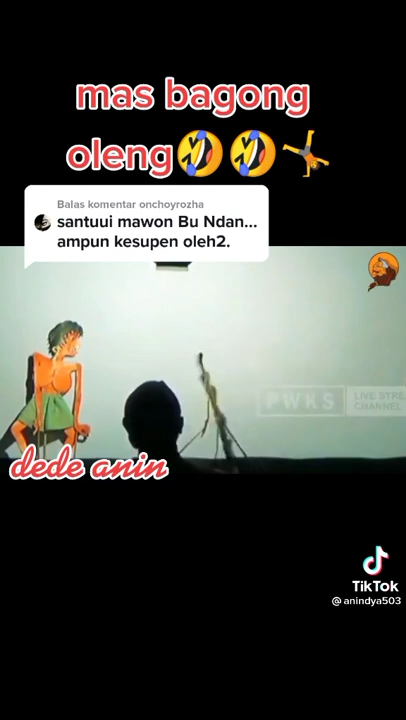 mas bagong
oleng🤣🤣🤸
Balas komentar onchoyrozha
santuui mawon Bu Ndan...
ampun kesupen oleh2.
PWKS
LIVE STRE
CHANNEL
dede anin
TikTok
@anindya503